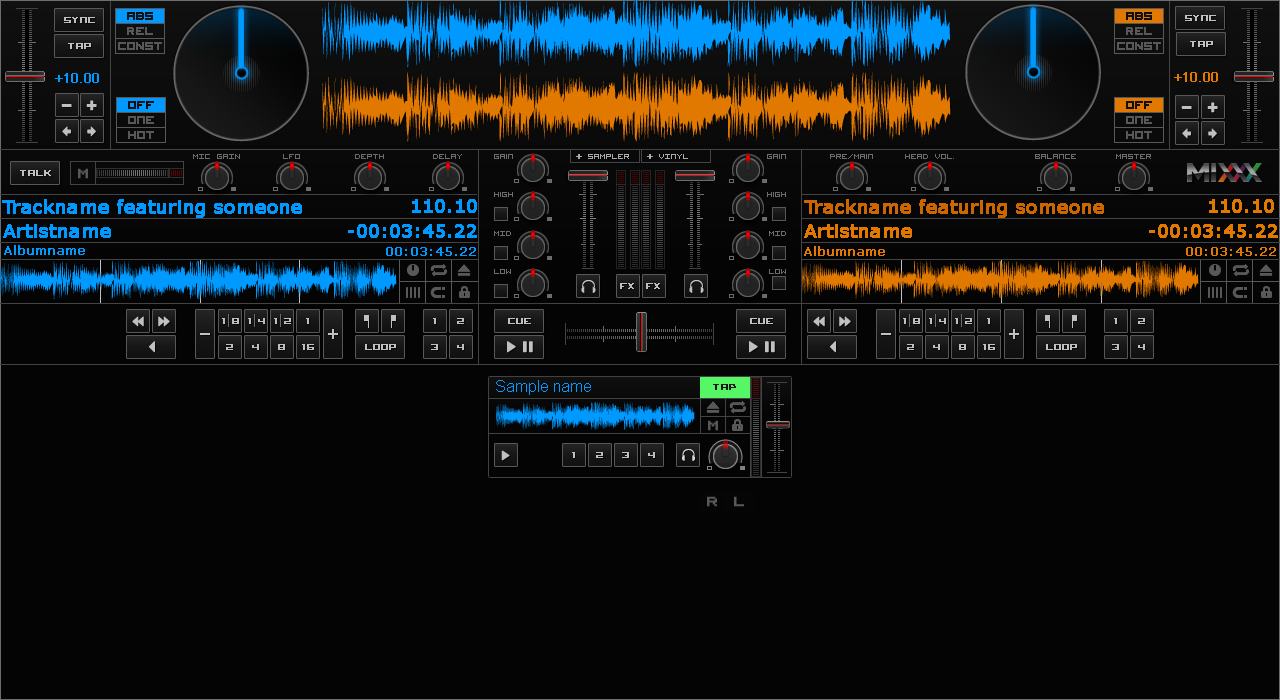 SYNC
TAP
+10.00
ABS
REL
CONST
OFF
ONE
HOT
ABS
REL
CONST
OFF
ONE
HOT
SYNC
TAP
+10.00
TALK
M
MIC GAIN
LFO
DEPTH
DELAY
GAIN
+ SAMPLER
+ VINYL
GAIN
PRE/MAIN
HEAD VOL.
BALANCE
MASTER
MIXXX
Trackname featuring someone 110.10
Artistname -00:03:45.22
Albumname 00:03:45.22
HIGH
MID
LOW
FX FX
HIGH
MID
LOW
Trackname featuring someone 110.10
Artistname -00:03:45.22
Albumname 00:03:45.22
1|8 1|4 1|2 1
2 4 8 16
LOOP
1 2
3 4
CUE
CUE
1|8 1|4 1|2 1
2 4 8 16
LOOP
1 2
3 4
Sample name
TAP
M
1 2 3 4
R L